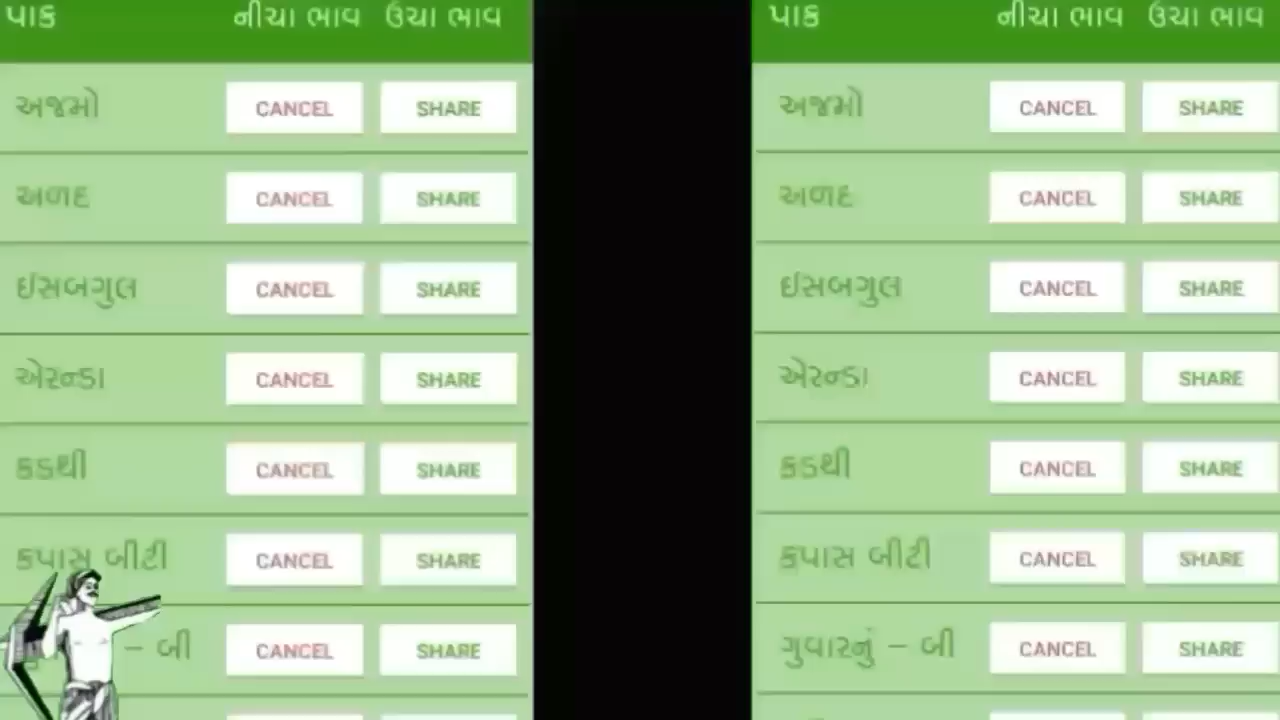 પાક નીચા ભાવ ઉંચા ભાવ
અજમો CANCEL SHARE
અળદ CANCEL SHARE
ઈસબગુલ CANCEL SHARE
એરન્ડા CANCEL SHARE
કડથી CANCEL SHARE
કપાસ બીટી CANCEL SHARE
– બી CANCEL SHARE
પાક નીચા ભાવ ઉંચા ભાવ
અજમો CANCEL SHARE
અળદ CANCEL SHARE
ઈસબગુલ CANCEL SHARE
એરન્ડા CANCEL SHARE
કડથી CANCEL SHARE
કપાસ બીટી CANCEL SHARE
ગુવારનું – બી CANCEL SHARE